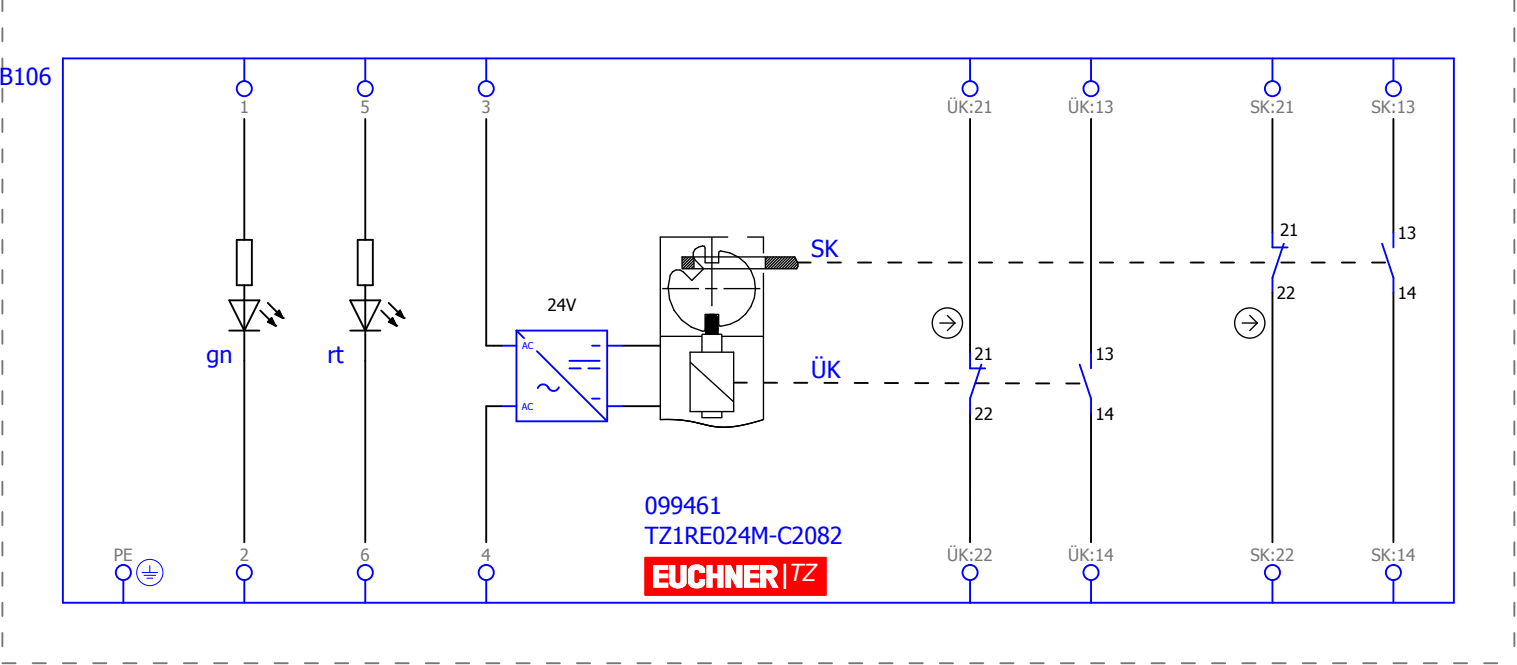 B106
1
5
3
ÜK:21
ÜK:13
SK:21
SK:13
SK
21
13
22
14
24V
AC
AC
gn
rt
ÜK
21
13
22
14
099461
TZ1RE024M-C2082
EUCHNER|TZ
PE
2
6
4
ÜK:22
ÜK:14
SK:22
SK:14